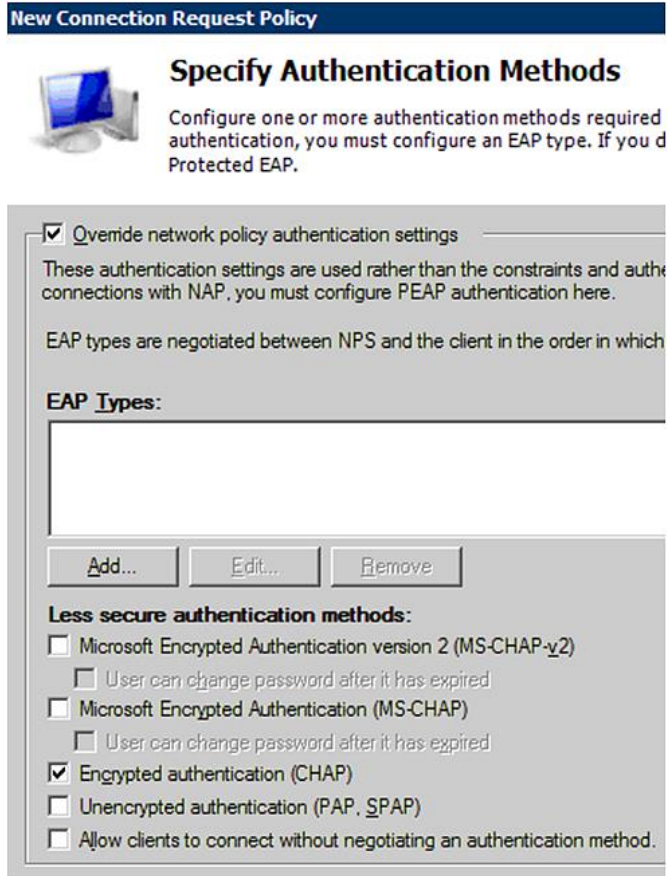 New Connection Request Policy
Specify Authentication Methods
Configure one or more authentication methods required
authentication, you must configure an EAP type. If you d
Protected EAP.
Override network policy authentication settings
These authentication settings are used rather than the constraints and authe
connections with NAP, you must configure PEAP authentication here.
EAP types are negotiated between NPS and the client in the order in which
EAP Types:
Add...
Edit...
Remove
Less secure authentication methods:
Microsoft Encrypted Authentication version 2 (MS-CHAP-v2)
User can change password after it has expired
Microsoft Encrypted Authentication (MS-CHAP)
User can change password after it has expired
Encrypted authentication (CHAP)
Unencrypted authentication (PAP, SPAP)
Allow clients to connect without negotiating an authentication method.